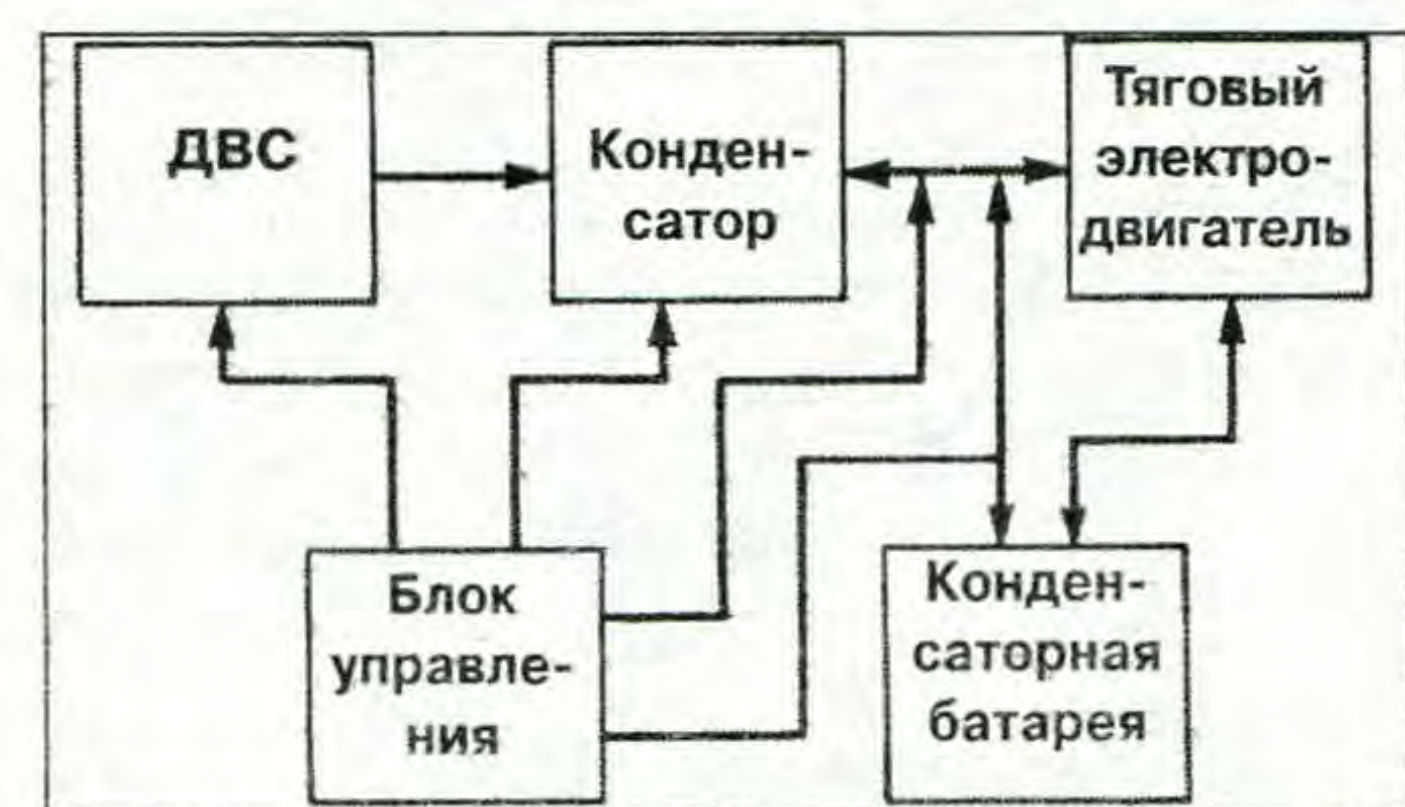 ДВС
Конден-
сатор
Тяговый
электро-
двигатель
Блок
управле-
ния
Конден-
саторная
батарея